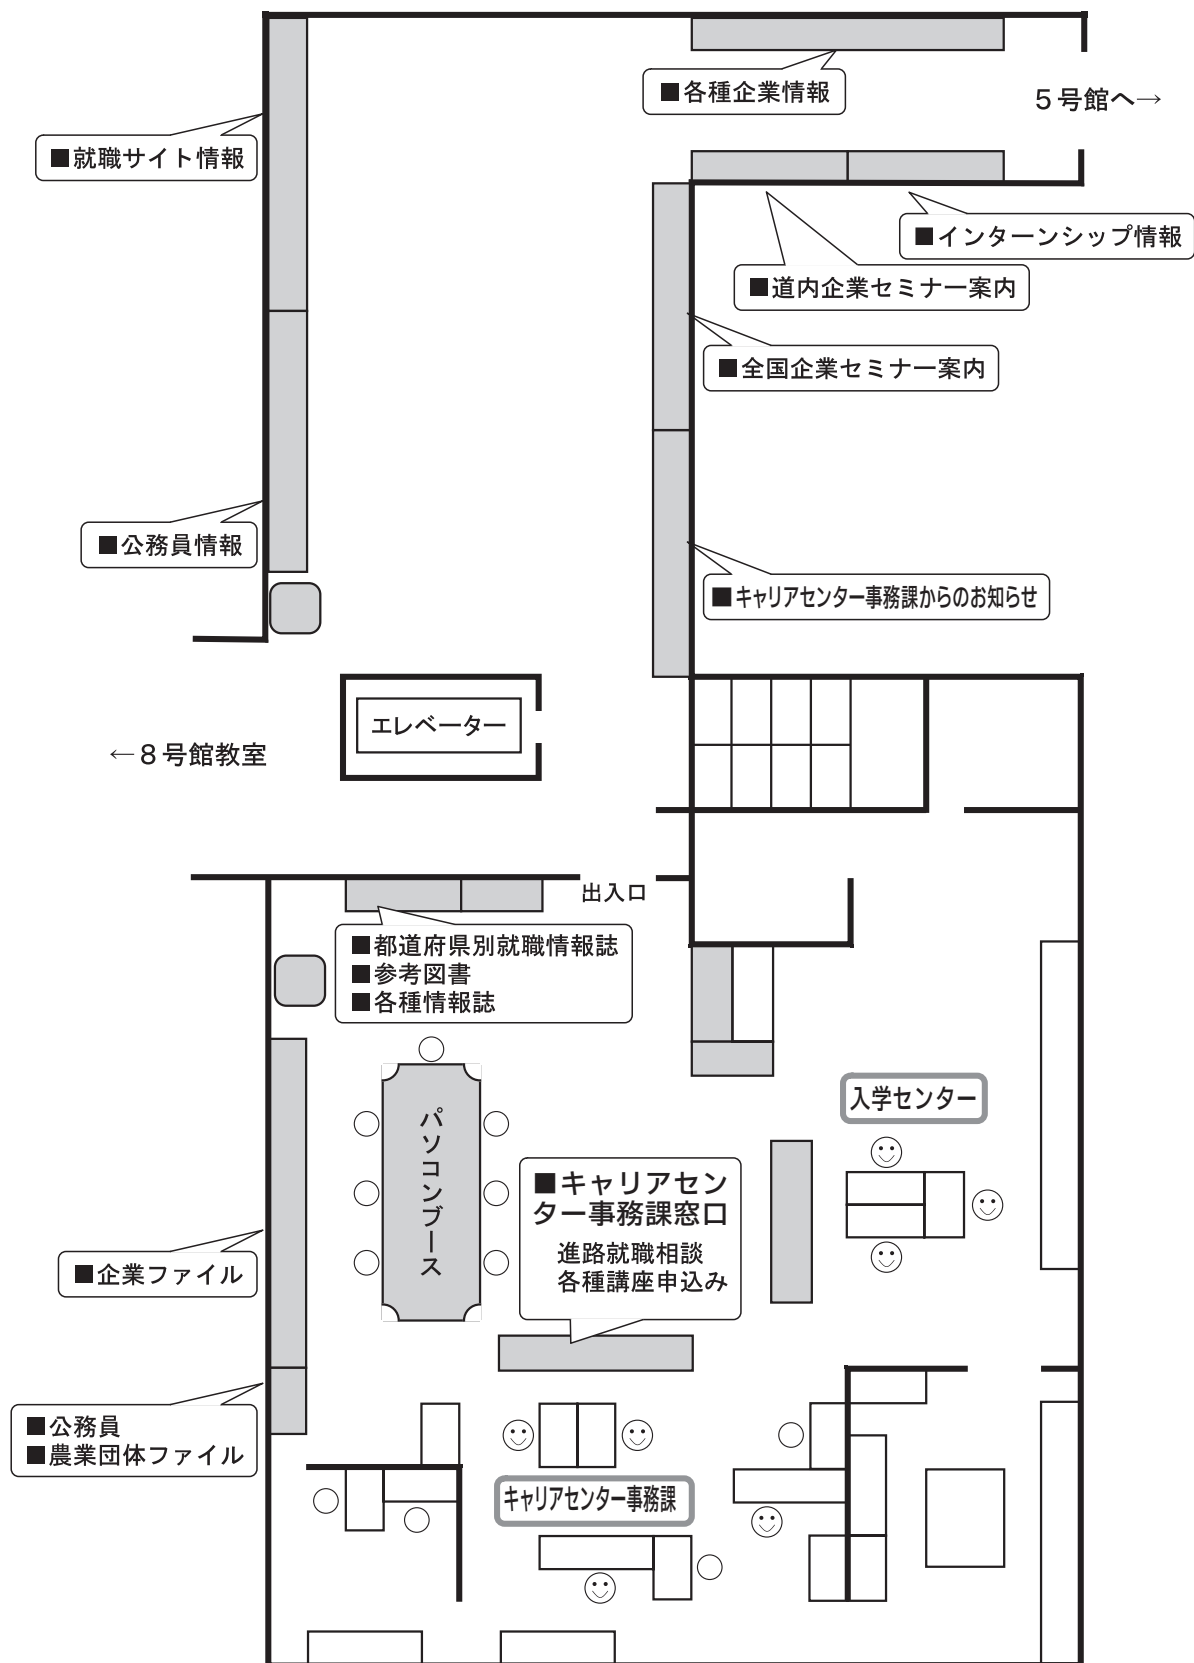 ■各種企業情報
5号館へ→
■就職サイト情報
■インターンシップ情報
■道内企業セミナー案内
■全国企業セミナー案内
■公務員情報
■キャリアセンター事務課からのお知らせ
エレベーター
←8号館教室
出入口
■都道府県別就職情報誌
■参考図書
■各種情報誌
入学センター
パソコンブース
■キャリアセン
ター事務課窓口
進路就職相談
各種講座申込み
■企業ファイル
■公務員
■農業団体ファイル
キャリアセンター事務課